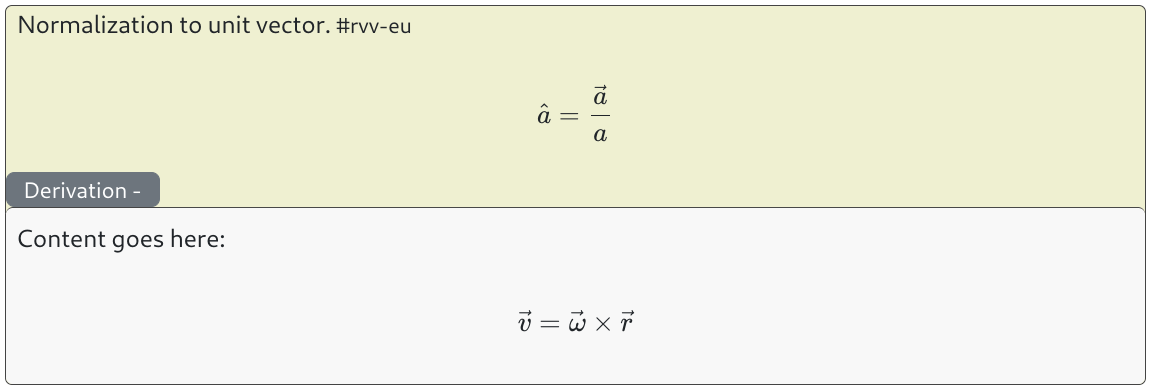 Normalization to unit vector. #rvv-eu
$\hat{a} = \frac{\vec{a}}{a}$
Derivation -
Content goes here:
$\vec{v} = \vec{\omega} \times \vec{r}$